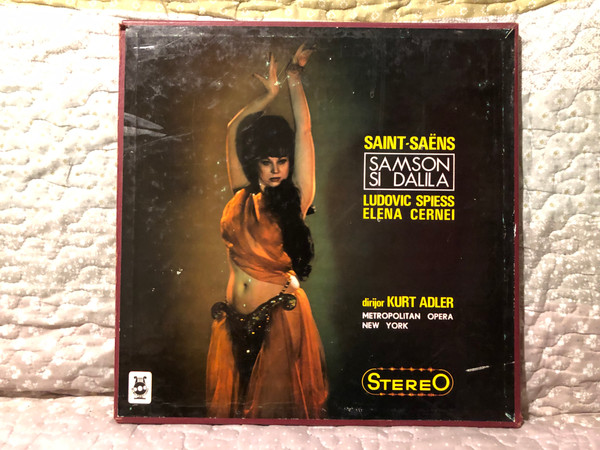 SAINT-SAËNS
SAMSON
SI DALILA
LUDOVIC SPIESS
ELENA CERNEI
dirijor KURT ADLER
METROPOLITAN OPERA
NEW YORK
STEREO